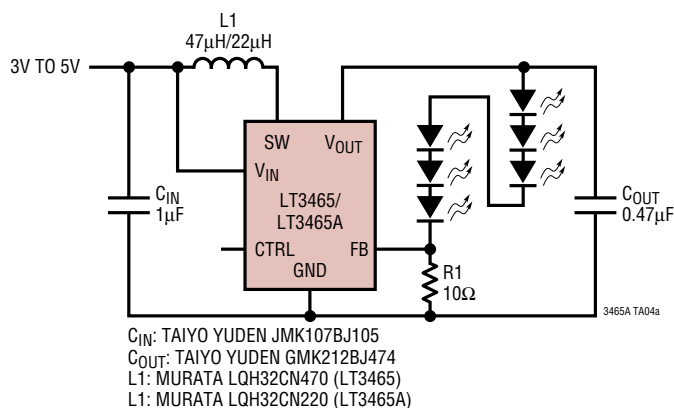 L1
47µH/22µH
3V TO 5V
SW
VOUT
VIN
LT3465/
LT3465A
CIN
1µF
COUT
0.47µF
CTRL
FB
GND
R1
10Ω
3465A TA04a
CIN: TAIYO YUDEN JMK107BJ105
COUT: TAIYO YUDEN GMK212BJ474
L1: MURATA LQH32CN470 (LT3465)
L1: MURATA LQH32CN220 (LT3465A)